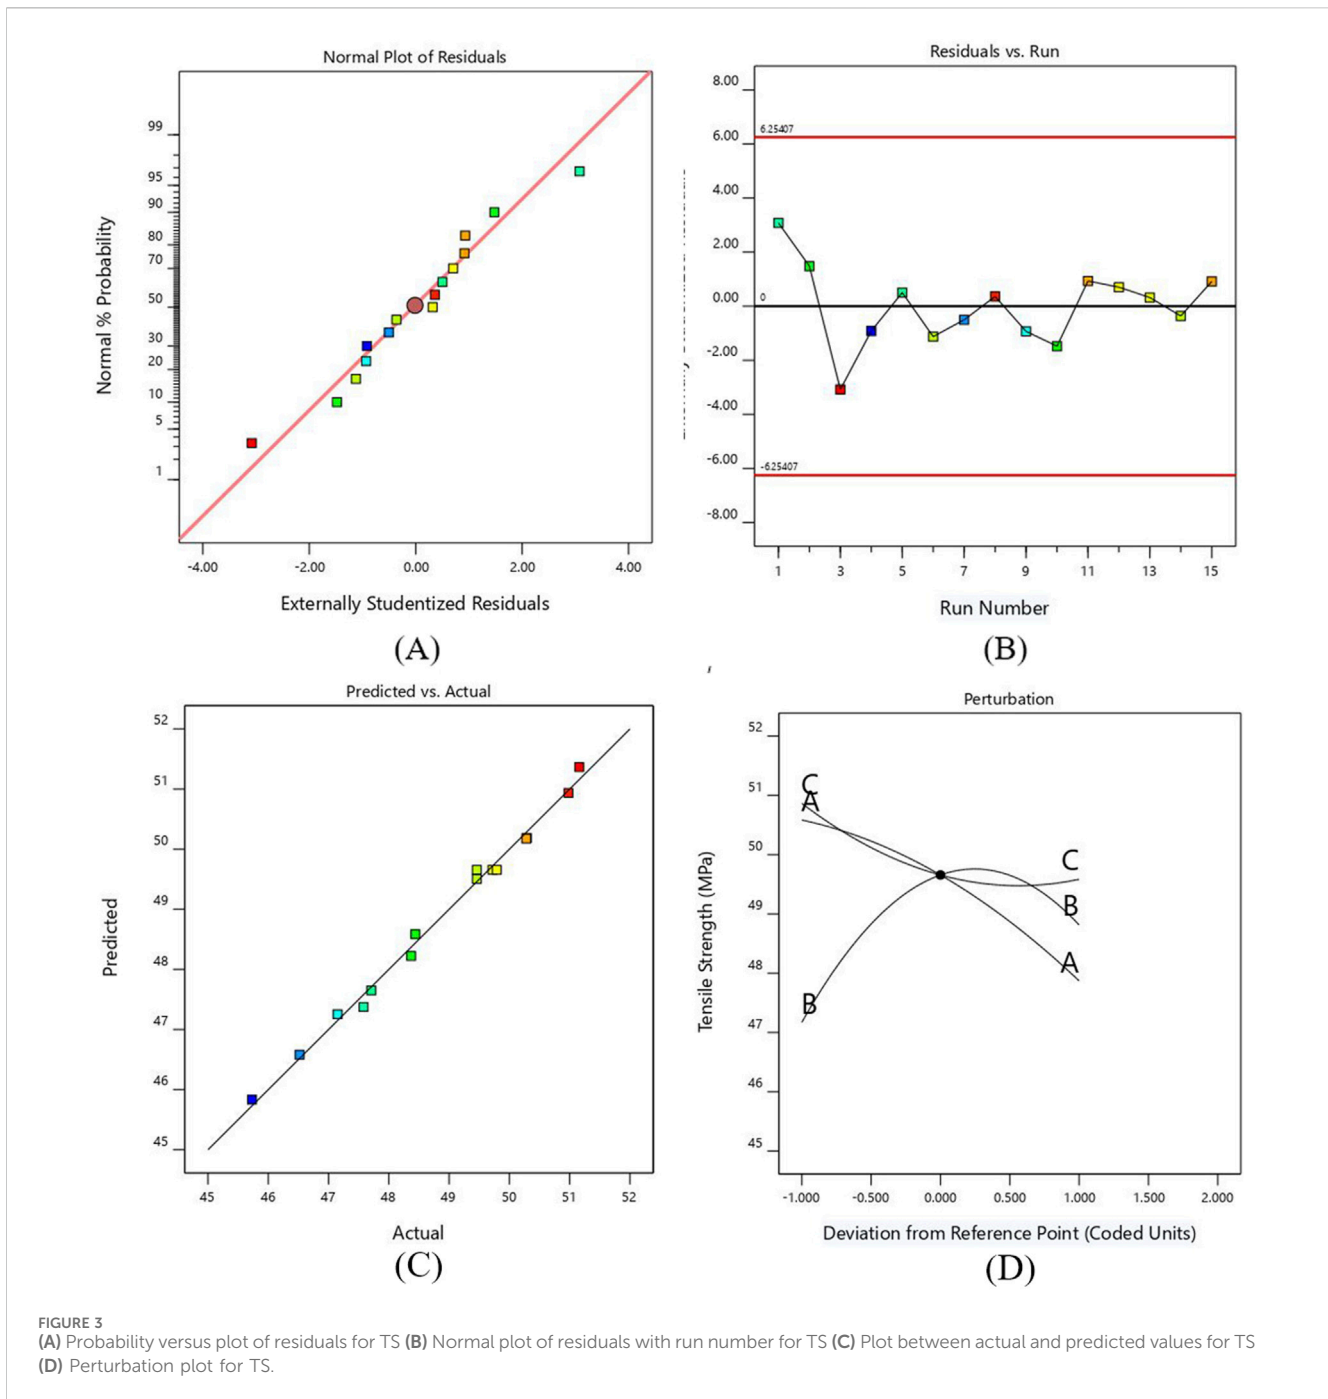 Normal Plot of Residuals
99
95
90
80
70
50
30
20
10
5
1
Normal % Probability
-4.00
-2.00
0.00
2.00
4.00
Externally Studentized Residuals
(A)
Residuals vs. Run
8.00
6.00
4.00
2.00
0.00
-2.00
-4.00
-6.00
-8.00
6.25407
0
-6.25407
1
3
5
7
9
11
13
15
Run Number
(B)
Predicted vs. Actual
52
51
50
49
48
47
46
45
Predicted
45
46
47
48
49
50
51
52
Actual
(C)
Perturbation
52
51
50
49
48
47
46
45
Tensile Strength (MPa)
C
A
B
C
B
A
-1.000
-0.500
0.000
0.500
1.000
1.500
2.000
Deviation from Reference Point (Coded Units)
(D)
FIGURE 3
(A) Probability versus plot of residuals for TS (B) Normal plot of residuals with run number for TS (C) Plot between actual and predicted values for TS
(D) Perturbation plot for TS.